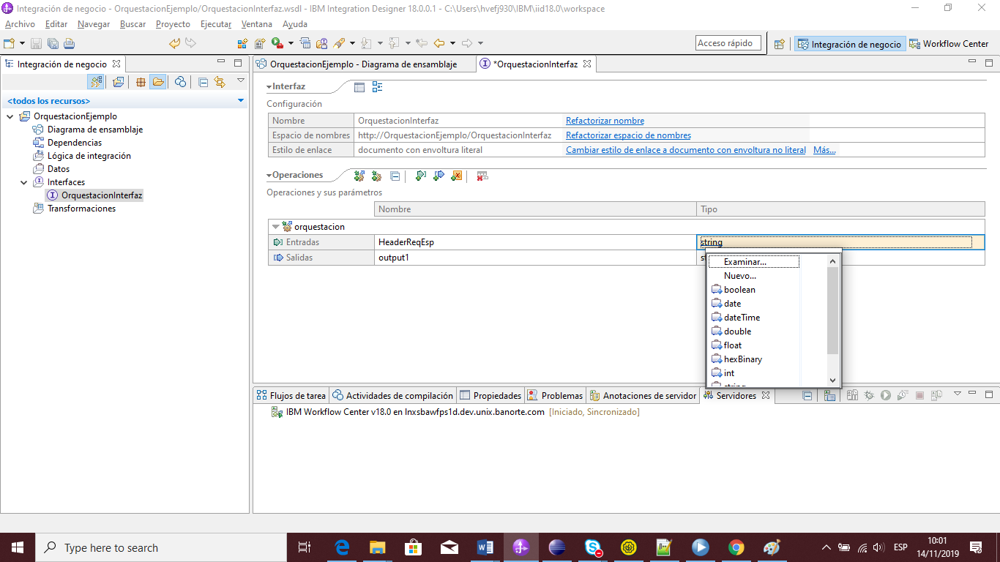 Integración de negocio - OrquestacionEjemplo/OrquestacionInterfaz.wsdl - IBM Integration Designer 18.0.0.1 - C:\Users\hvefj930\IBM\iid18.0\workspace
Archivo Editar Navegar Buscar Proyecto Ejecutar Ventana Ayuda
Acceso rápido Integración de negocio Workflow Center
Integración de negocio
OrquestacionEjemplo - Diagrama de ensamblaje *OrquestacionInterfaz
<todos los recursos>
OrquestacionEjemplo
Diagrama de ensamblaje
Dependencias
Lógica de integración
Datos
Interfaces
OrquestacionInterfaz
Transformaciones
Interfaz
Configuración
Nombre OrquestacionInterfaz Refactorizar nombre
Espacio de nombres http://OrquestacionEjemplo/OrquestacionInterfaz Refactorizar espacio de nombres
Estilo de enlace documento con envoltura literal Cambiar estilo de enlace a documento con envoltura no literal Más...
Operaciones
Operaciones y sus parámetros
Nombre Tipo
orquestacion
Entradas HeaderReqEsp string
Salidas output1
Examinar...
Nuevo...
boolean
date
dateTime
double
float
hexBinary
int
string
Flujos de tarea Actividades de compilación Propiedades Problemas Anotaciones de servidor Servidores
IBM Workflow Center v18.0 en lnxsbawfps1d.dev.unix.banorte.com [Iniciado, Sincronizado]
Type here to search
ESP
10:01
14/11/2019